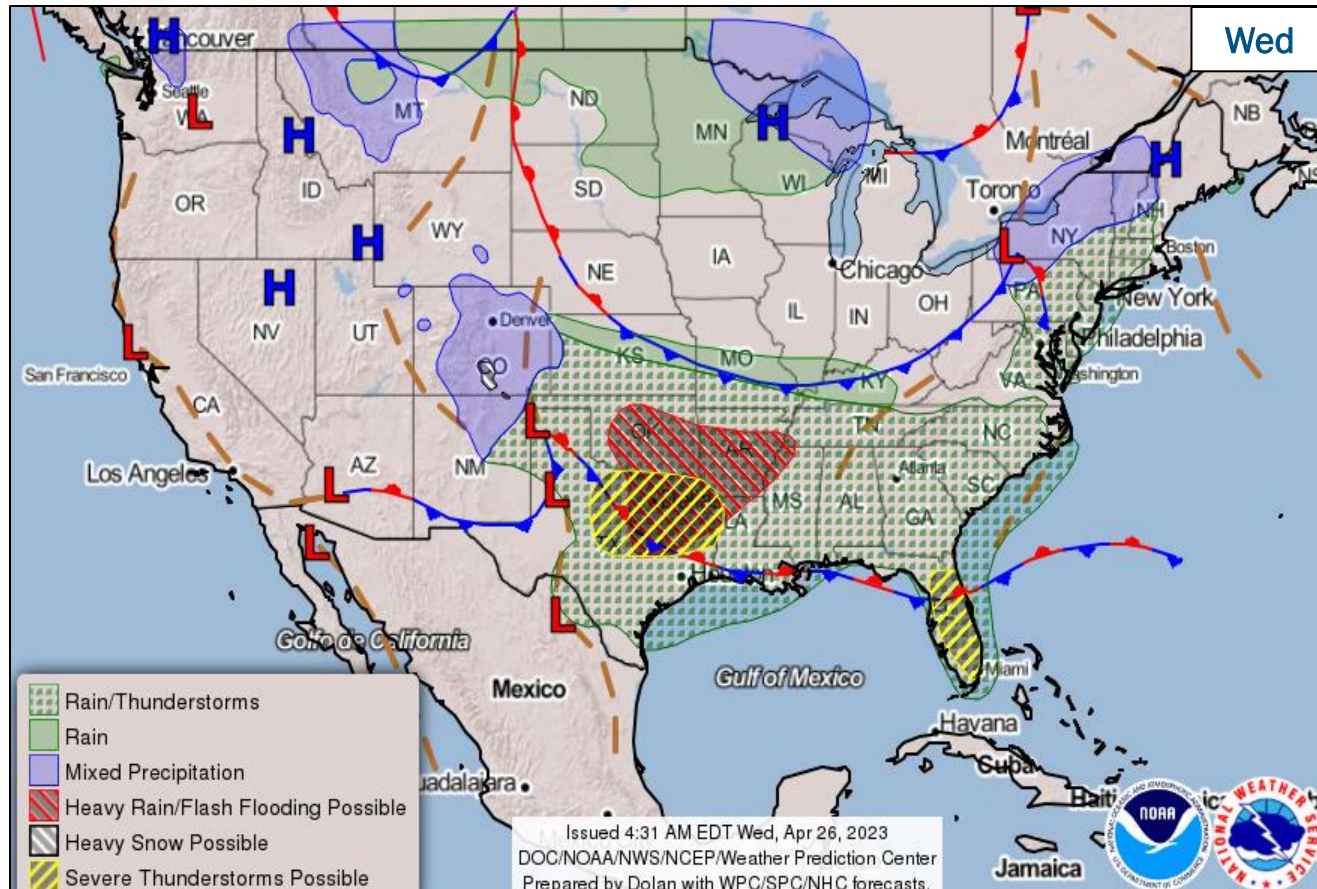 Wed
H
Vancouver
L
Seattle
WA
H
MT
ND
MN
H
Montréal
NB
NS
H
OR
ID
SD
WI
MI
Toronto
NH
NY
L
Boston
WY
H
NE
IA
Chicago
PA
New York
H
NV
UT
Denver
IL
IN
OH
Philadelphia
L
San Francisco
CO
KS
MO
KY
VA
Washington
CA
L
OK
AR
TN
NC
Los Angeles
AZ
NM
L
L
Atlanta
SC
MS
AL
GA
LA
TX
L
Houston
L
Golfo de California
Mexico
Gulf of Mexico
Miami
Havana
Cuba
Haiti
Jamaica
uadalajara
Rain/Thunderstorms
Rain
Mixed Precipitation
Heavy Rain/Flash Flooding Possible
Heavy Snow Possible
Severe Thunderstorms Possible
Issued 4:31 AM EDT Wed, Apr 26, 2023
DOC/NOAA/NWS/NCEP/Weather Prediction Center
Prepared by Dolan with WPC/SPC/NHC forecasts.
NOAA
NATIONAL WEATHER SERVICE